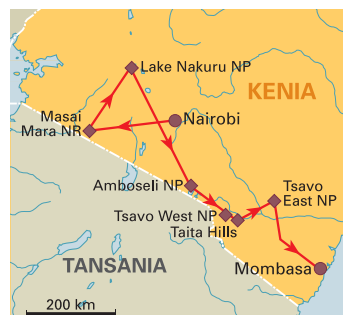 Lake Nakuru NP
KENIA
Masai
Mara NR
Nairobi
Amboseli NP
Tsavo
East NP
Tsavo West NP
Taita Hills
TANSANIA
Mombasa
200 km